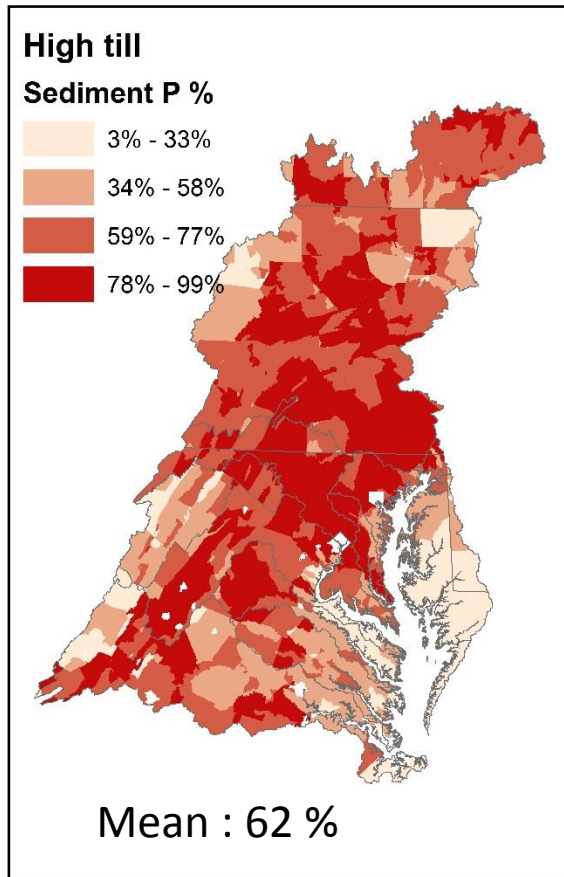 High till
Sediment P %
3% - 33%
34% - 58%
59% - 77%
78% - 99%
Mean : 62 %